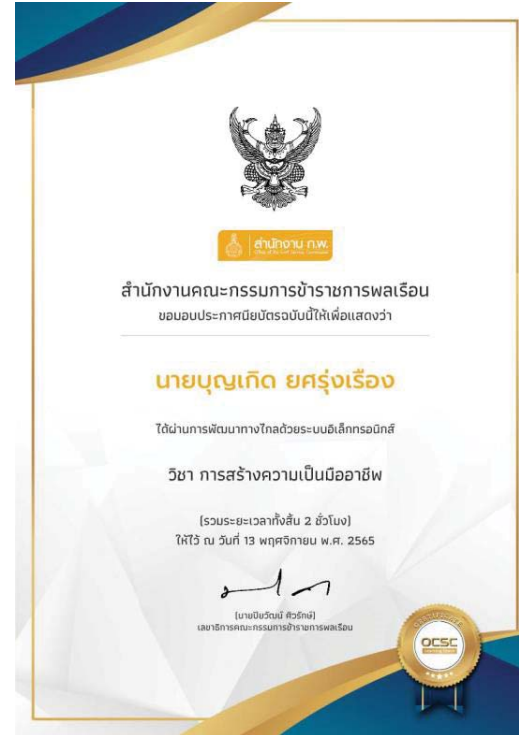 สำนักงาน ก.พ.
สำนักงานคณะกรรมการข้าราชการพลเรือน
ขอมอบประกาศนียบัตรฉบับนี้ให้เพื่อแสดงว่า
นายบุญเกิด ยศรุ่งเรือง
ได้ผ่านการพัฒนาทางไกลด้วยระบบอิเล็กทรอนิกส์
วิชา การสร้างความเป็นมืออาชีพ
(รวมระยะเวลาทั้งสิ้น 2 ชั่วโมง)
ให้ไว้ ณ วันที่ 13 พฤศจิกายน พ.ศ. 2565
(นายปิยวัฒน์ ศิวรักษ์)
เลขาธิการคณะกรรมการข้าราชการพลเรือน
OCSC